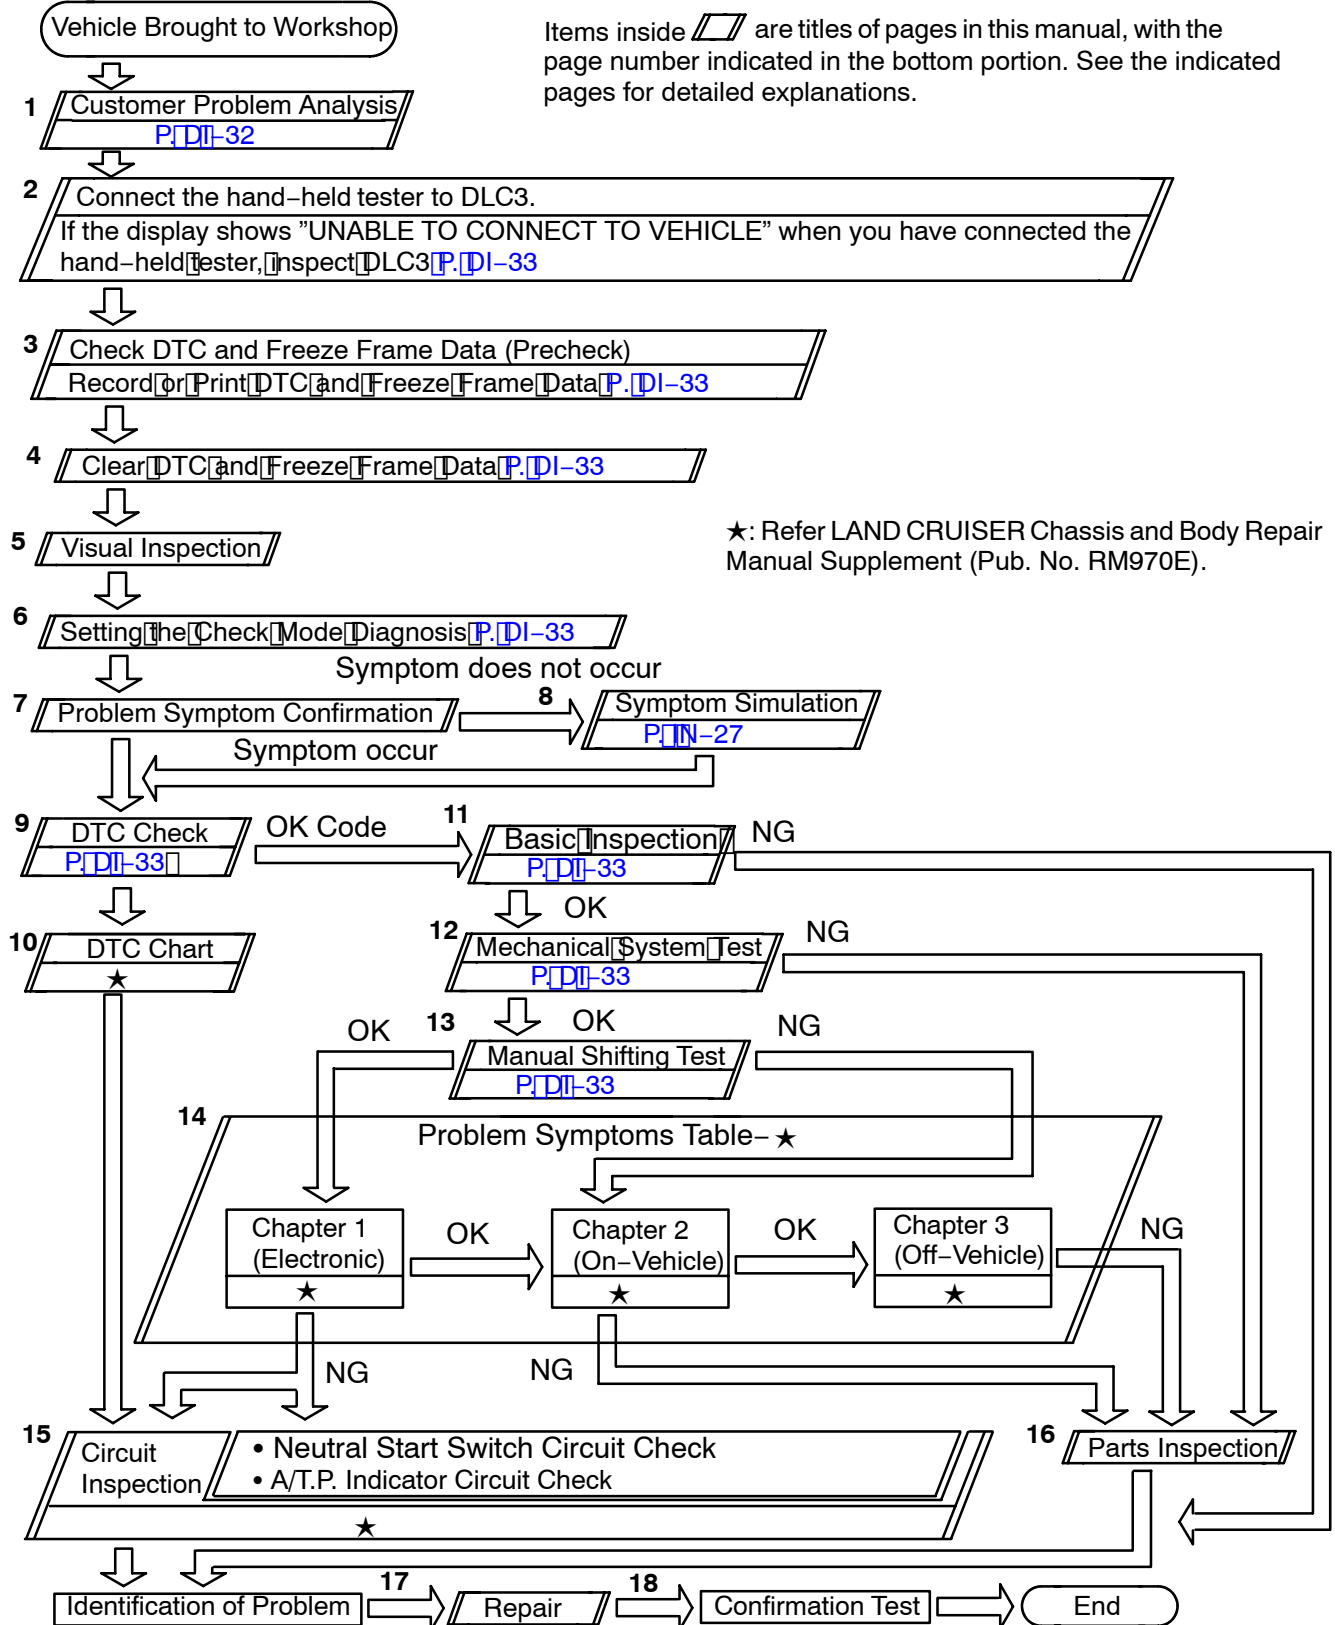 Vehicle Brought to Workshop
Items inside are titles of pages in this manual, with the
page number indicated in the bottom portion. See the indicated
pages for detailed explanations.
1
Customer Problem Analysis
P. DI–32
2
Connect the hand–held tester to DLC3.
If the display shows ”UNABLE TO CONNECT TO VEHICLE” when you have connected the
hand–held tester, inspect DLC3 P. DI–33
3
Check DTC and Freeze Frame Data (Precheck)
Record or Print DTC and Freeze Frame Data P. DI–33
4
Clear DTC and Freeze Frame Data P. DI–33
5
Visual Inspection
★: Refer LAND CRUISER Chassis and Body Repair
Manual Supplement (Pub. No. RM970E).
6
Setting the Check Mode Diagnosis P. DI–33
Symptom does not occur
7
Problem Symptom Confirmation
8
Symptom Simulation
P. IN–27
Symptom occur
9
DTC Check
P. DI–33
OK Code
11
Basic Inspection
P. DI–33
NG
OK
10
DTC Chart
★
12
Mechanical System Test
P. DI–33
NG
OK
13
OK
NG
Manual Shifting Test
P. DI–33
14
Problem Symptoms Table– ★
Chapter 1
(Electronic)
★
OK
Chapter 2
(On–Vehicle)
★
OK
Chapter 3
(Off–Vehicle)
★
NG
NG
NG
15
Circuit
Inspection
• Neutral Start Switch Circuit Check
• A/T.P. Indicator Circuit Check
★
16
Parts Inspection
Identification of Problem
17
Repair
18
Confirmation Test
End